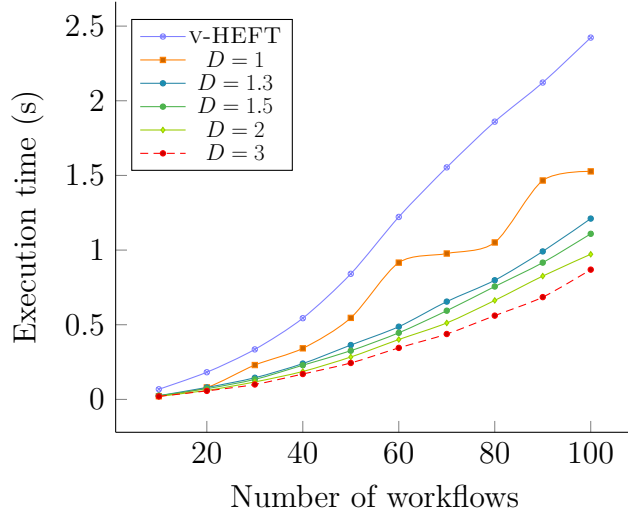 2.5
2
1.5
1
0.5
0
Execution time (s)
v-HEFT
D = 1
D = 1.3
D = 1.5
D = 2
D = 3
20 40 60 80 100
Number of workflows